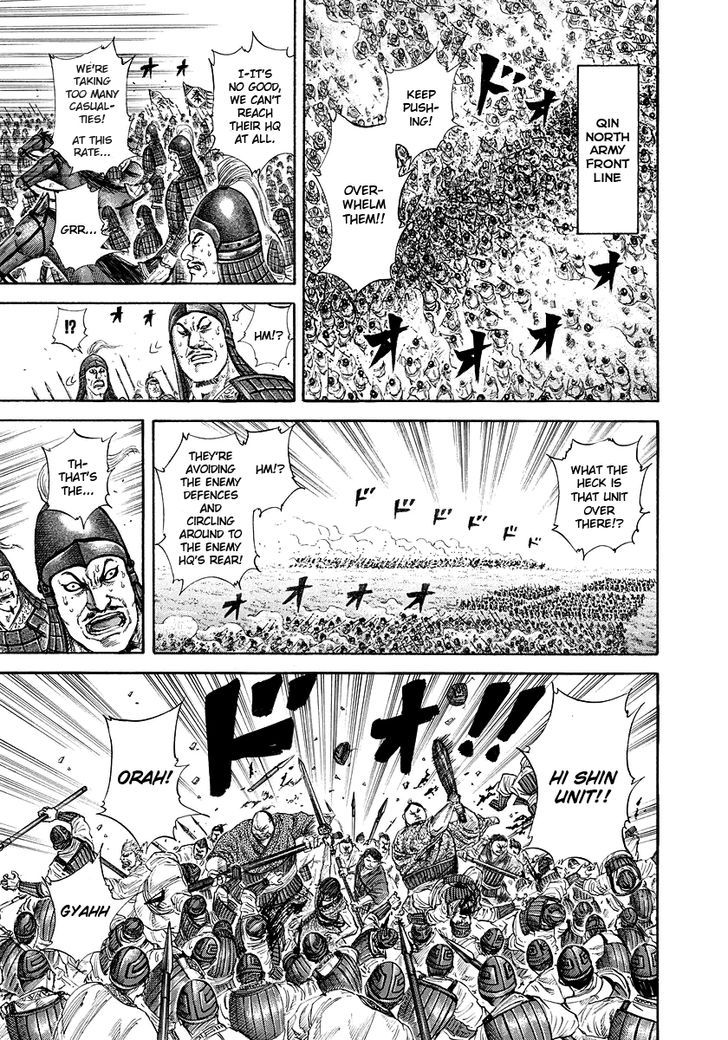 QIN
NORTH
ARMY
FRONT
LINE
ドォ
KEEP
PUSH-
ING!
OVER-
WHELM
THEM!!
オオオオ
I-IT'S
NO GOOD,
WE CAN'T
REACH
THEIR HQ
AT ALL.
オオ
WE'RE
TAKING
TOO MANY
CASUAL-
TIES!
AT THIS
RATE...
GRR...
HM!?
オオ
!?
WHAT
THE
HECK IS
THAT UNIT
OVER
THERE!?
ドドドドドド
HM!?
THEY'RE
AVOIDING
THE ENEMY
DEFENCES
AND
CIRCLING
AROUND TO
THE ENEMY
HQ'S REAR!
オオオオ
TH-
THAT'S
THE...
HI SHIN
UNIT!!
ドォ!!
ORAH!
GYAHH